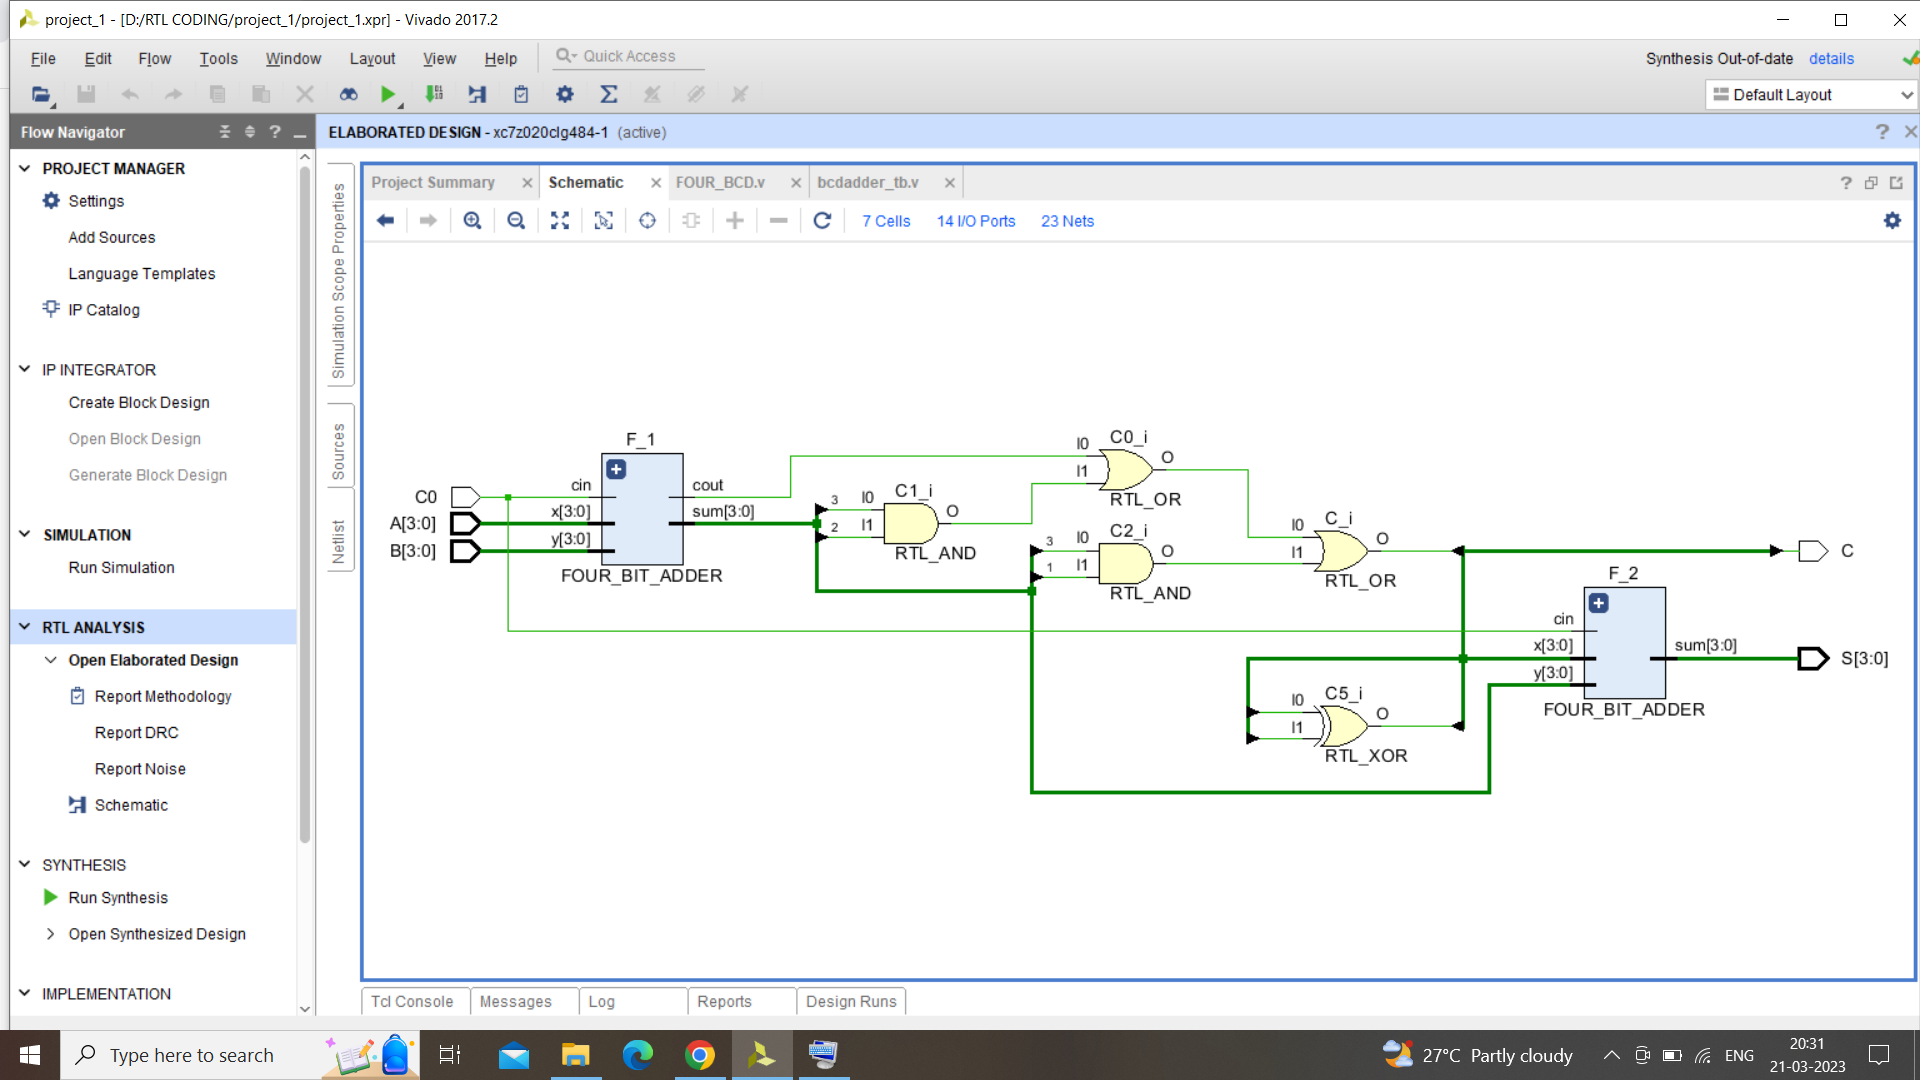 project_1 - [D:/RTL CODING/project_1/project_1.xpr] - Vivado 2017.2
File Edit Flow Tools Window Layout View Help Quick Access
Synthesis Out-of-date details
Default Layout
Flow Navigator
ELABORATED DESIGN - xc7z020clg484-1 (active)
PROJECT MANAGER
Settings
Add Sources
Language Templates
IP Catalog
IP INTEGRATOR
Create Block Design
Open Block Design
Generate Block Design
SIMULATION
Run Simulation
RTL ANALYSIS
Open Elaborated Design
Report Methodology
Report DRC
Report Noise
Schematic
SYNTHESIS
Run Synthesis
Open Synthesized Design
IMPLEMENTATION
Simulation Scope Properties
Sources
Netlist
Project Summary Schematic FOUR_BCD.v bcdadder_tb.v
7 Cells 14 I/O Ports 23 Nets
C0
A[3:0]
B[3:0]
F_1
cin
x[3:0]
y[3:0]
cout
sum[3:0]
FOUR_BIT_ADDER
3
2
I0
I1
C1_i
O
RTL_AND
I0
I1
C0_i
O
RTL_OR
3
1
I0
I1
C2_i
O
RTL_AND
I0
I1
C_i
O
RTL_OR
C
I0
I1
C5_i
O
RTL_XOR
F_2
cin
x[3:0]
y[3:0]
sum[3:0]
FOUR_BIT_ADDER
S[3:0]
Tcl Console Messages Log Reports Design Runs
Type here to search
27°C Partly cloudy
ENG
20:31
21-03-2023